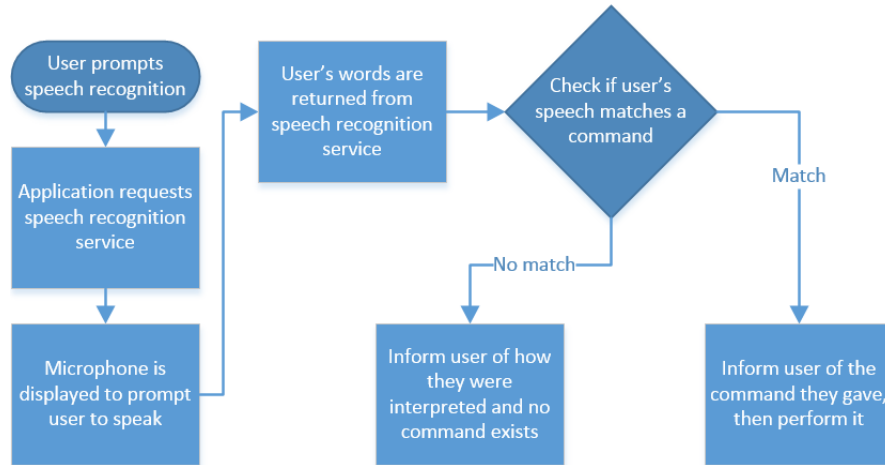 User prompts
speech recognition
Application requests
speech recognition
service
Microphone is
displayed to prompt
user to speak
User’s words are
returned from
speech recognition
service
Check if user’s
speech matches a
command
No match
Match
Inform user of how
they were
interpreted and no
command exists
Inform user of the
command they gave,
then perform it